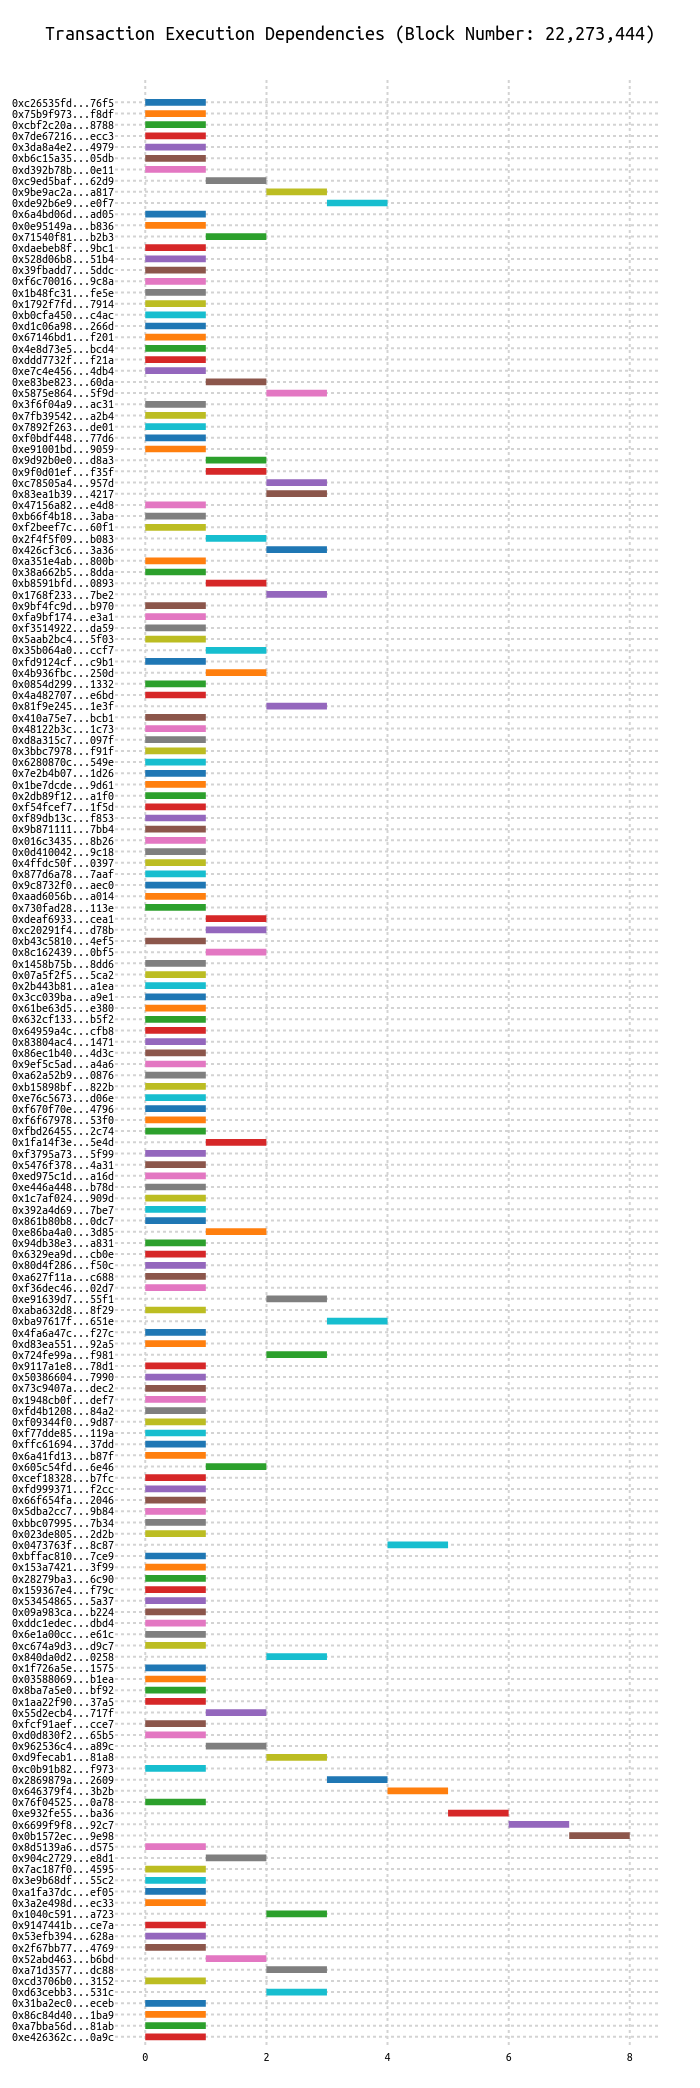 Transaction Execution Dependencies (Block Number: 22,273,444)
0xc26535fd...76f5
0x75b9f973...f8df
0xcbf2c20a...8788
0x7de67216...ecc3
0x3da8a4e2...4979
0xb6c15a35...05db
0xd392b78b...0e11
0xc9ed5baf...62d9
0x9be9ac2a...a817
0xde92b6e9...e0f7
0x6a4bd06d...ad05
0x0e95149a...b836
0x71540f81...b2b3
0xdaebeb8f...9bc1
0x528d06b8...51b4
0x39fbadd7...5ddc
0xf6c70016...9c8a
0x1b48fc31...fe5e
0x1792f7fd...7914
0xb0cfa450...c4ac
0xd1c06a98...266d
0x67146bd1...f201
0x4e8d73e5...bcd4
0xddd7732f...f21a
0xe7c4e456...4db4
0xe83be823...60da
0x5875e864...5f9d
0x3f6f04a9...ac31
0x7fb39542...a2b4
0x7892f263...de01
0xf0bdf448...77d6
0xe91001bd...9059
0x9d92b0e0...d8a3
0x9f0d01ef...f35f
0xc78505a4...957d
0x83ea1b39...4217
0x47156a82...e4d8
0xb66f4b18...3aba
0xf2beef7c...60f1
0x2f4f5f09...b083
0x426cf3c6...3a36
0xa351e4ab...800b
0x38a662b5...8dda
0xb8591bfd...0893
0x1768f233...7be2
0x9bf4fc9d...b970
0xfa9bf174...e3a1
0xf3514922...da59
0x5aab2bc4...5f03
0x35b064a0...ccf7
0xfd9124cf...c9b1
0x4b936fbc...250d
0x0854d299...1332
0x4a482707...e6bd
0x81f9e245...1e3f
0x410a75e7...bcb1
0x48122b3c...1c73
0xd8a315c7...097f
0x3bbc7978...f91f
0x6280870c...549e
0x7e2b4b07...1d26
0x1be7dcde...9d61
0x2db89f12...a1f0
0xf54fcef7...1f5d
0xf89db13c...f853
0x9b871111...7bb4
0x016c3435...8b26
0x0d410042...9c18
0x4ffdc50f...0397
0x877d6a78...7aaf
0x9c8732f0...aec0
0xaad6056b...a014
0x730fad28...113e
0xdeaf6933...cea1
0xc20291f4...d78b
0xb43c5810...4ef5
0x8c162439...0bf5
0x1458b75b...8dd6
0x07a5f2f5...5ca2
0x2b443b81...a1ea
0x3cc039ba...a9e1
0x61be63d5...e380
0x632cf133...b5f2
0x64959a4c...cfb8
0x83804ac4...1471
0x86ec1b40...4d3c
0x9ef5c5ad...a4a6
0xa62a52b9...0876
0xb15898bf...822b
0xe76c5673...d06e
0xf670f70e...4796
0xf6f67978...53f0
0xfbd26455...2c74
0x1fa14f3e...5e4d
0xf3795a73...5f99
0x5476f378...4a31
0xed975c1d...a16d
0xe446a448...b78d
0x1c7af024...909d
0x392a4d69...7be7
0x861b80b8...0dc7
0xe86ba4a0...3d85
0x94db38e3...a831
0x6329ea9d...cb0e
0x80d4f286...f50c
0xa627f11a...c688
0xf36dec46...02d7
0xe91639d7...55f1
0xaba632d8...8f29
0xba97617f...651e
0x4fa6a47c...f27c
0xd83ea551...92a5
0x724fe99a...f981
0x9117a1e8...78d1
0x50386604...7990
0x73c9407a...dec2
0x1948cb0f...def7
0xfd4b1208...84a2
0xf09344f0...9d87
0xf77dde85...119a
0xffc61694...37dd
0x6a41fd13...b87f
0x605c54fd...6e46
0xcef18328...b7fc
0xfd999371...f2cc
0x66f654fa...2046
0x5dba2cc7...9b84
0xbbc07995...7b34
0x023de805...2d2b
0x0473763f...8c87
0xbffac810...7ce9
0x153a7421...3f99
0x28279ba3...6c90
0x159367e4...f79c
0x53454865...5a37
0x09a983ca...b224
0xddc1edec...dbd4
0x6e1a00cc...e61c
0xc674a9d3...d9c7
0x840da0d2...0258
0x1f726a5e...1575
0x03588069...b1ea
0x8ba7a5e0...bf92
0x1aa22f90...37a5
0x55d2ecb4...717f
0xfcf91aef...cce7
0xd0d830f2...65b5
0x962536c4...a89c
0xd9fecab1...81a8
0xc0b91b82...f973
0x2869879a...2609
0x646379f4...3b2b
0x76f04525...0a78
0xe932fe55...ba36
0x6699f9f8...92c7
0x0b1572ec...9e98
0x8d5139a6...d575
0x904c2729...e8d1
0x7ac187f0...4595
0x3e9b68df...55c2
0xa1fa37dc...ef05
0x3a2e498d...ec33
0x1040c591...a723
0x9147441b...ce7a
0x53efb394...628a
0x2f67bb77...4769
0x52abd463...b6bd
0xa71d3577...dc88
0xcd3706b0...3152
0xd63cebb3...531c
0x31ba2ec0...eceb
0x86c84d40...1ba9
0xa7bba56d...81ab
0xe426362c...0a9c
0 2 4 6 8